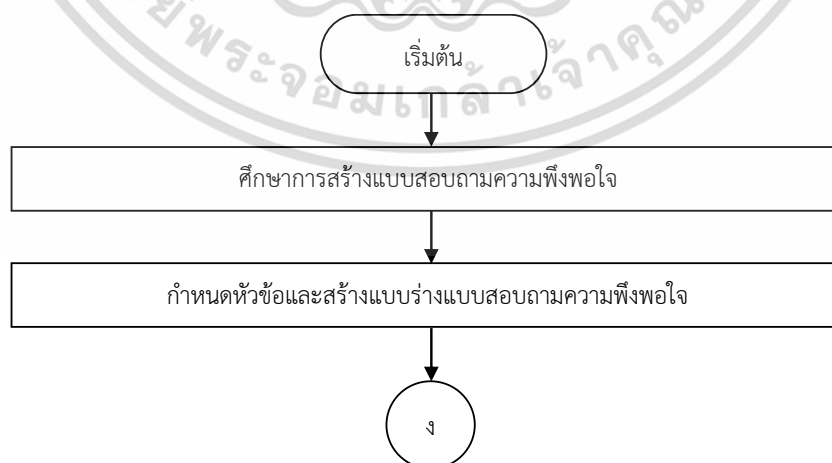 เริ่มต้น
ศึกษาการสร้างแบบสอบถามความพึงพอใจ
กำหนดหัวข้อและสร้างแบบร่างแบบสอบถามความพึงพอใจ
ง